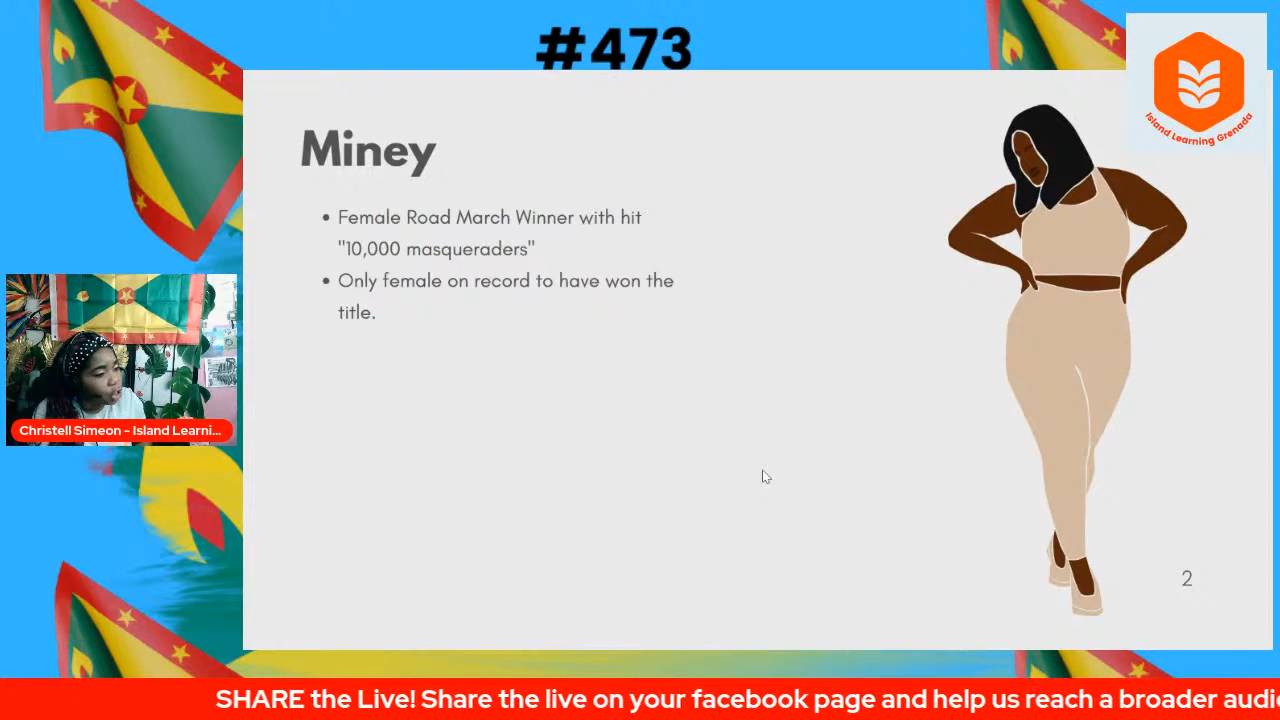 #473
Island Learning Grenada
Miney
• Female Road March Winner with hit
"10,000 masqueraders"
• Only female on record to have won the
title.
Christell Simeon - Island Learni...
2
SHARE the Live! Share the live on your facebook page and help us reach a broader audie